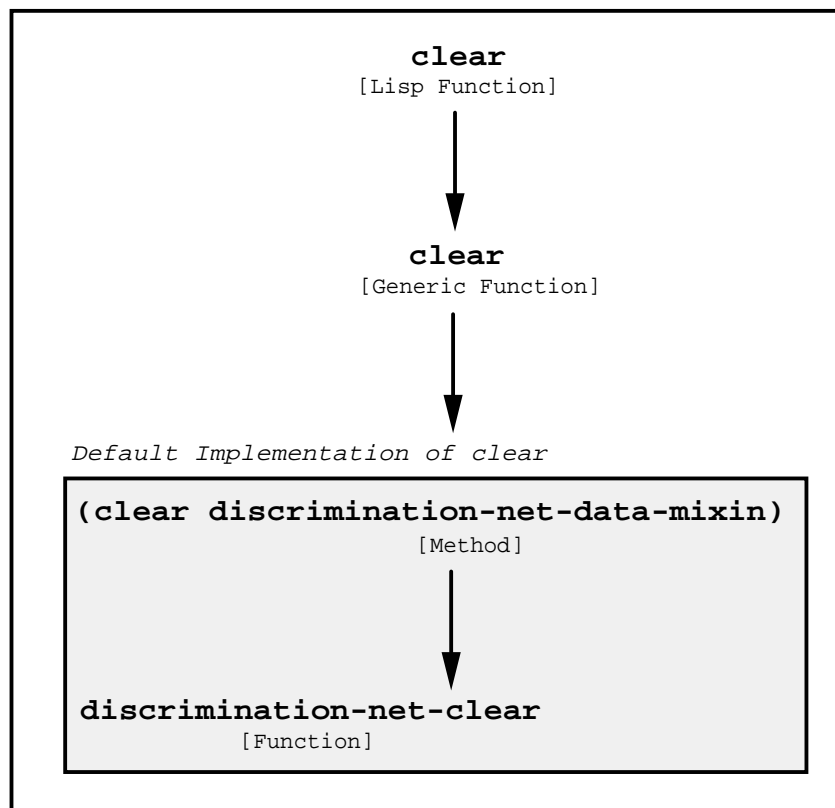 clear
[Lisp Function]
clear
[Generic Function]
Default Implementation of clear
(clear discrimination-net-data-mixin)
[Method]
discrimination-net-clear
[Function]